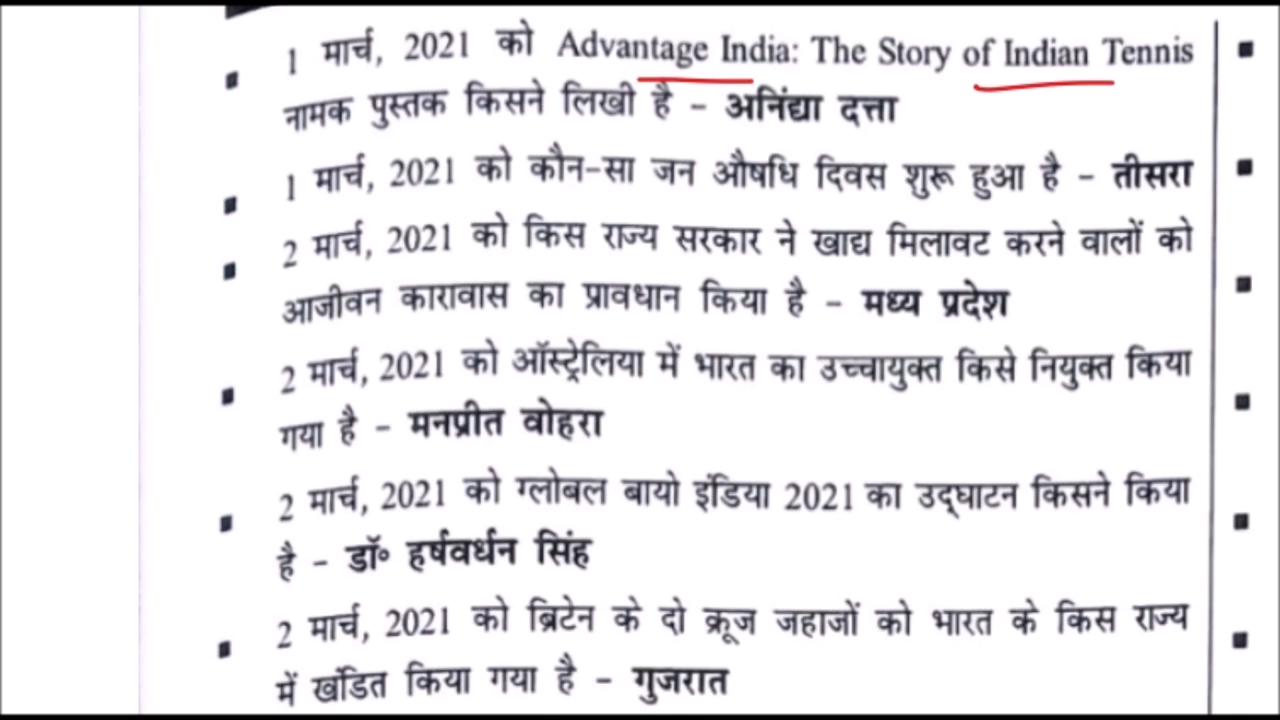 1 मार्च, 2021 को Advantage India: The Story of Indian Tennis
नामक पुस्तक किसने लिखी है - अनिंद्या दत्ता
1 मार्च, 2021 को कौन-सा जन औषधि दिवस शुरू हुआ है - तीसरा
2 मार्च, 2021 को किस राज्य सरकार ने खाद्य मिलावट करने वालों को
आजीवन कारावास का प्रावधान किया है - मध्य प्रदेश
2 मार्च, 2021 को ऑस्ट्रेलिया में भारत का उच्चायुक्त किसे नियुक्त किया
गया है - मनप्रीत वोहरा
2 मार्च, 2021 को ग्लोबल बायो इंडिया 2021 का उद्घाटन किसने किया
है - डॉ॰ हर्षवर्धन सिंह
2 मार्च, 2021 को ब्रिटेन के दो क्रूज जहाजों को भारत के किस राज्य
में खंडित किया गया है - गुजरात